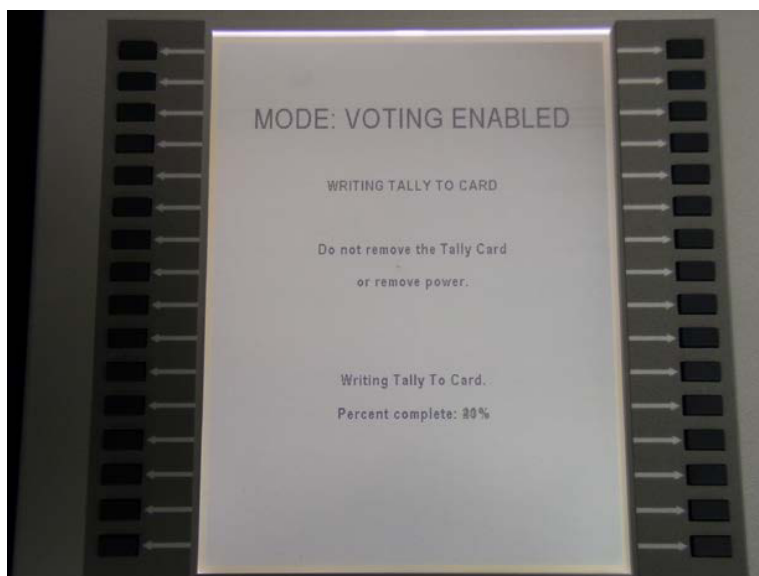 MODE: VOTING ENABLED
WRITING TALLY TO CARD
Do not remove the Tally Card
or remove power.
Writing Tally To Card.
Percent complete: